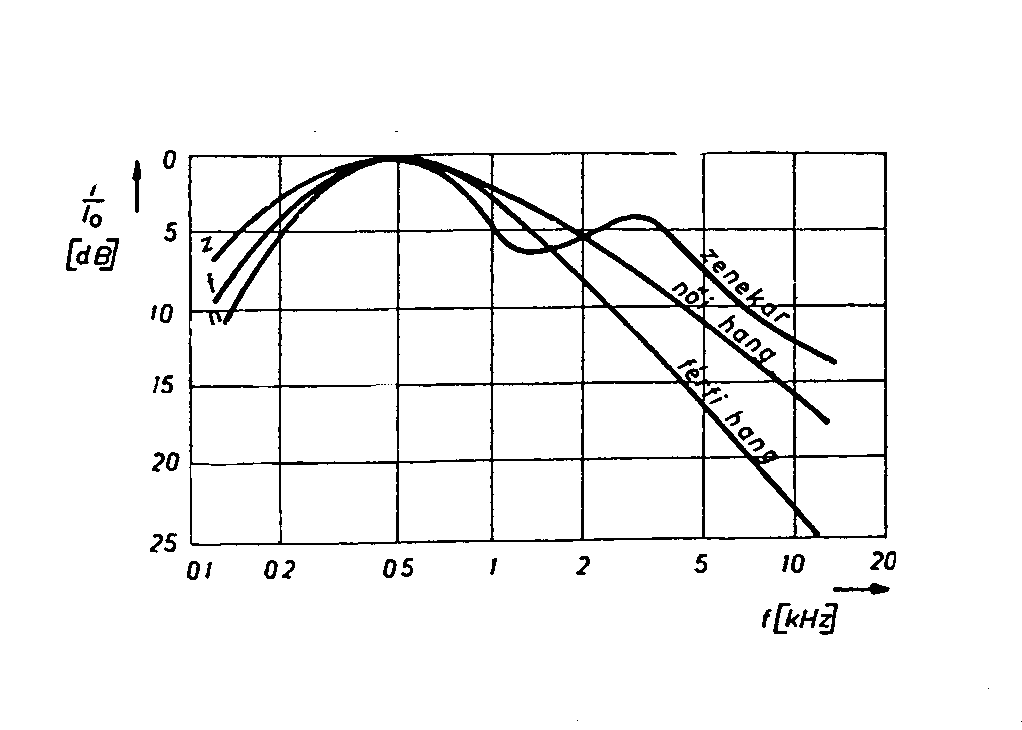 0
I
I0
[dB]
5
10
15
20
25
z
f
n
zenekar
női hang
férfi hang
01 02 05 1 2 5 10 20
f[kHz]